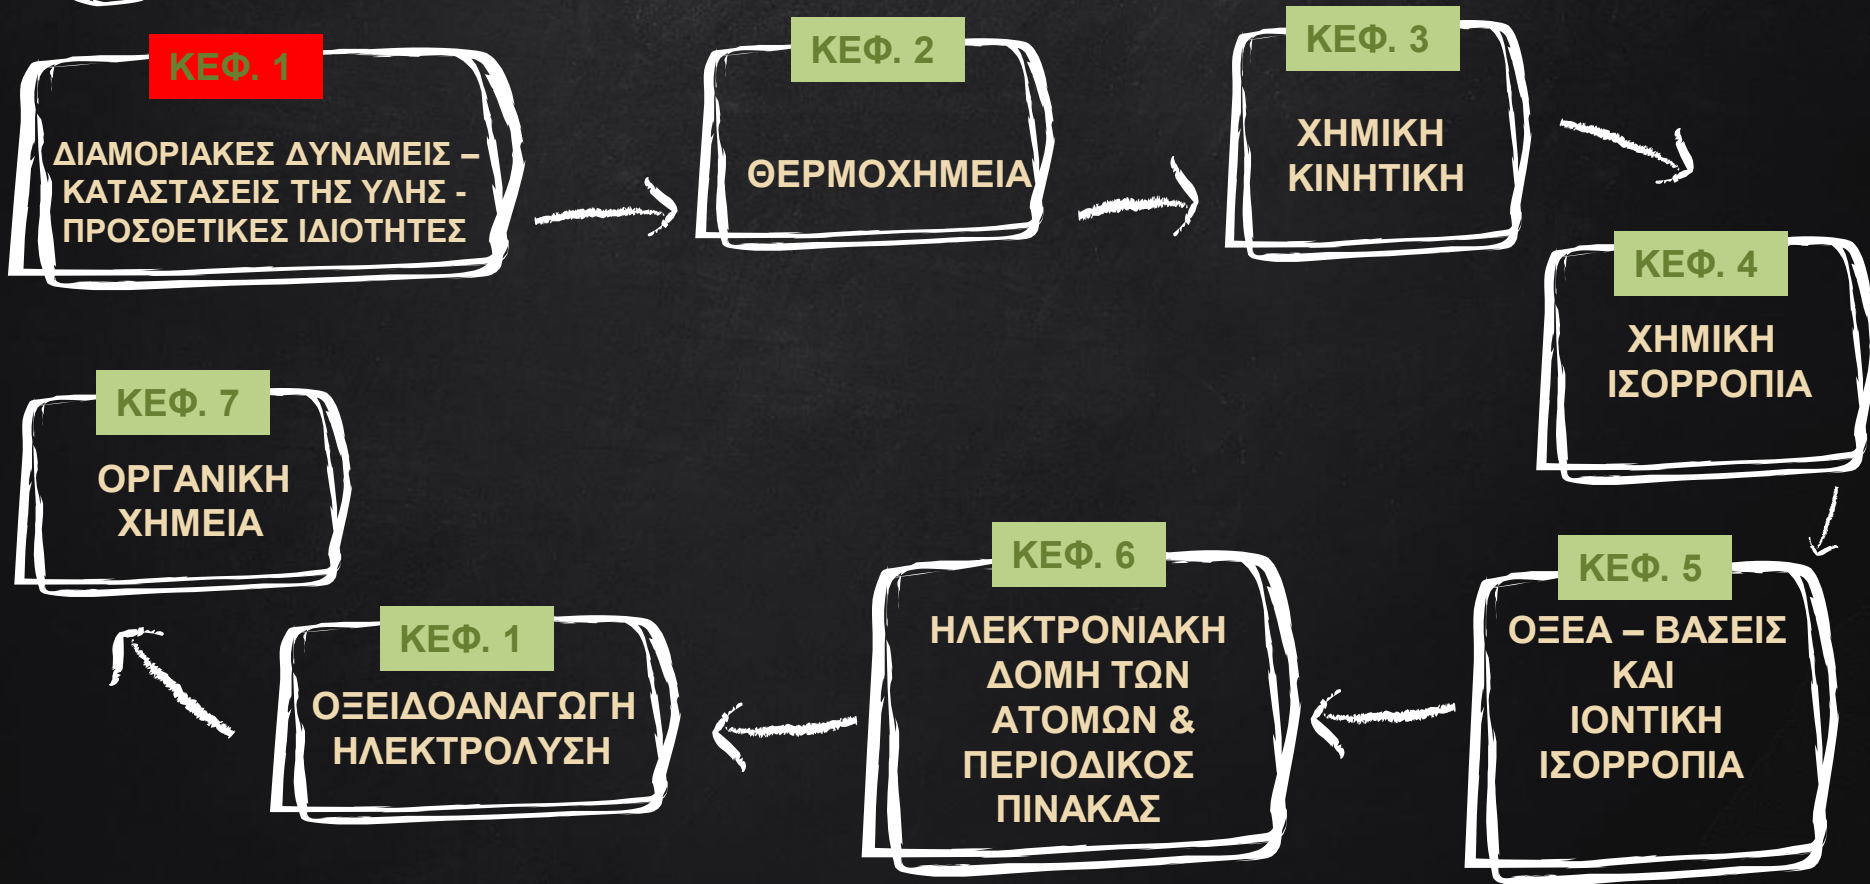 ΚΕΦ. 1
ΔΙΑΜΟΡΙΑΚΕΣ ΔΥΝΑΜΕΙΣ –
ΚΑΤΑΣΤΑΣΕΙΣ ΤΗΣ ΥΛΗΣ -
ΠΡΟΣΘΕΤΙΚΕΣ ΙΔΙΟΤΗΤΕΣ
ΚΕΦ. 2
ΘΕΡΜΟΧΗΜΕΙΑ
ΚΕΦ. 3
ΧΗΜΙΚΗ
ΚΙΝΗΤΙΚΗ
ΚΕΦ. 4
ΧΗΜΙΚΗ
ΙΣΟΡΡΟΠΙΑ
ΚΕΦ. 5
ΟΞΕΑ – ΒΑΣΕΙΣ
ΚΑΙ
ΙΟΝΤΙΚΗ
ΙΣΟΡΡΟΠΙΑ
ΚΕΦ. 6
ΗΛΕΚΤΡΟΝΙΑΚΗ
ΔΟΜΗ ΤΩΝ
ΑΤΟΜΩΝ &
ΠΕΡΙΟΔΙΚΟΣ
ΠΙΝΑΚΑΣ
ΚΕΦ. 1
ΟΞΕΙΔΟΑΝΑΓΩΓΗ
ΗΛΕΚΤΡΟΛΥΣΗ
ΚΕΦ. 7
ΟΡΓΑΝΙΚΗ
ΧΗΜΕΙΑ